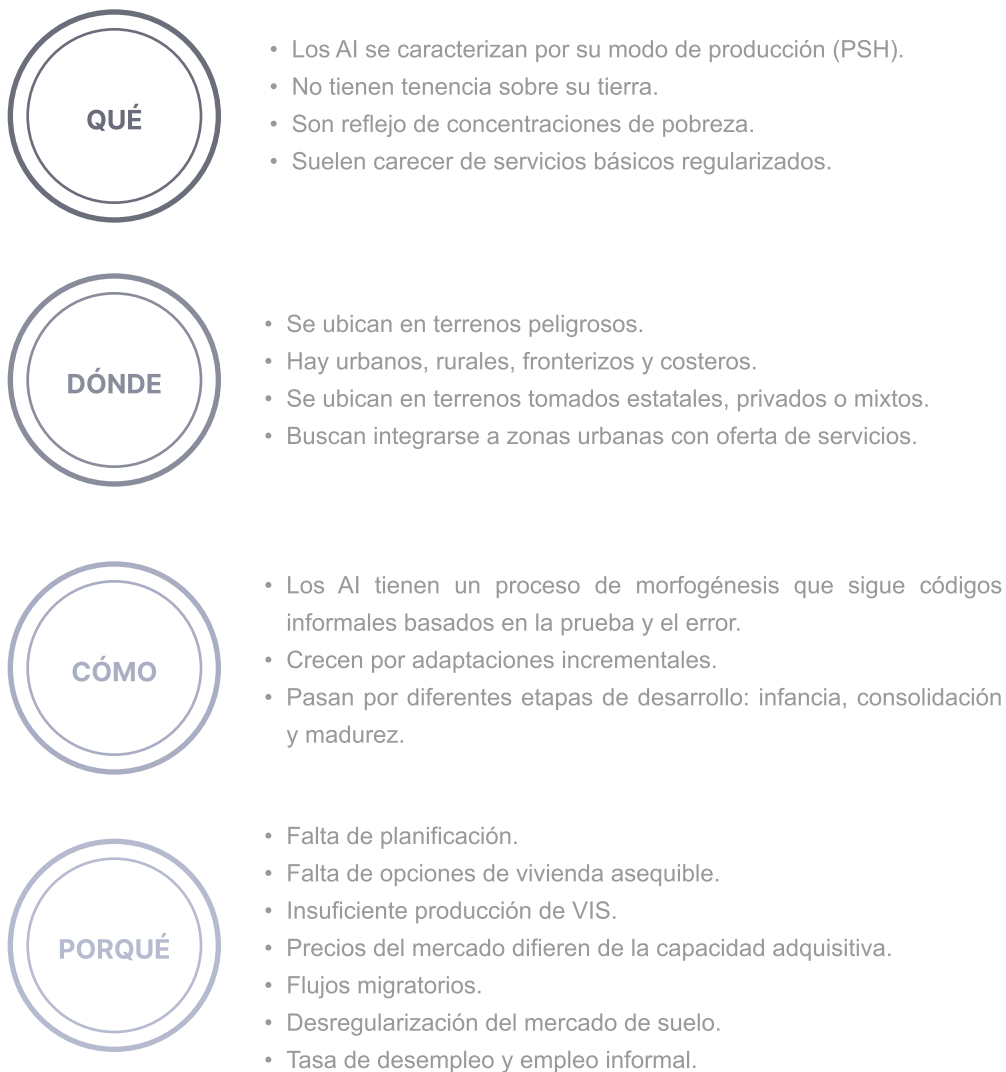 QUÉ
• Los AI se caracterizan por su modo de producción (PSH).
• No tienen tenencia sobre su tierra.
• Son reflejo de concentraciones de pobreza.
• Suelen carecer de servicios básicos regularizados.
DÓNDE
• Se ubican en terrenos peligrosos.
• Hay urbanos, rurales, fronterizos y costeros.
• Se ubican en terrenos tomados estatales, privados o mixtos.
• Buscan integrarse a zonas urbanas con oferta de servicios.
CÓMO
• Los AI tienen un proceso de morfogénesis que sigue códigos
informales basados en la prueba y el error.
• Crecen por adaptaciones incrementales.
• Pasan por diferentes etapas de desarrollo: infancia, consolidación
y madurez.
PORQUÉ
• Falta de planificación.
• Falta de opciones de vivienda asequible.
• Insuficiente producción de VIS.
• Precios del mercado difieren de la capacidad adquisitiva.
• Flujos migratorios.
• Desregularización del mercado de suelo.
• Tasa de desempleo y empleo informal.